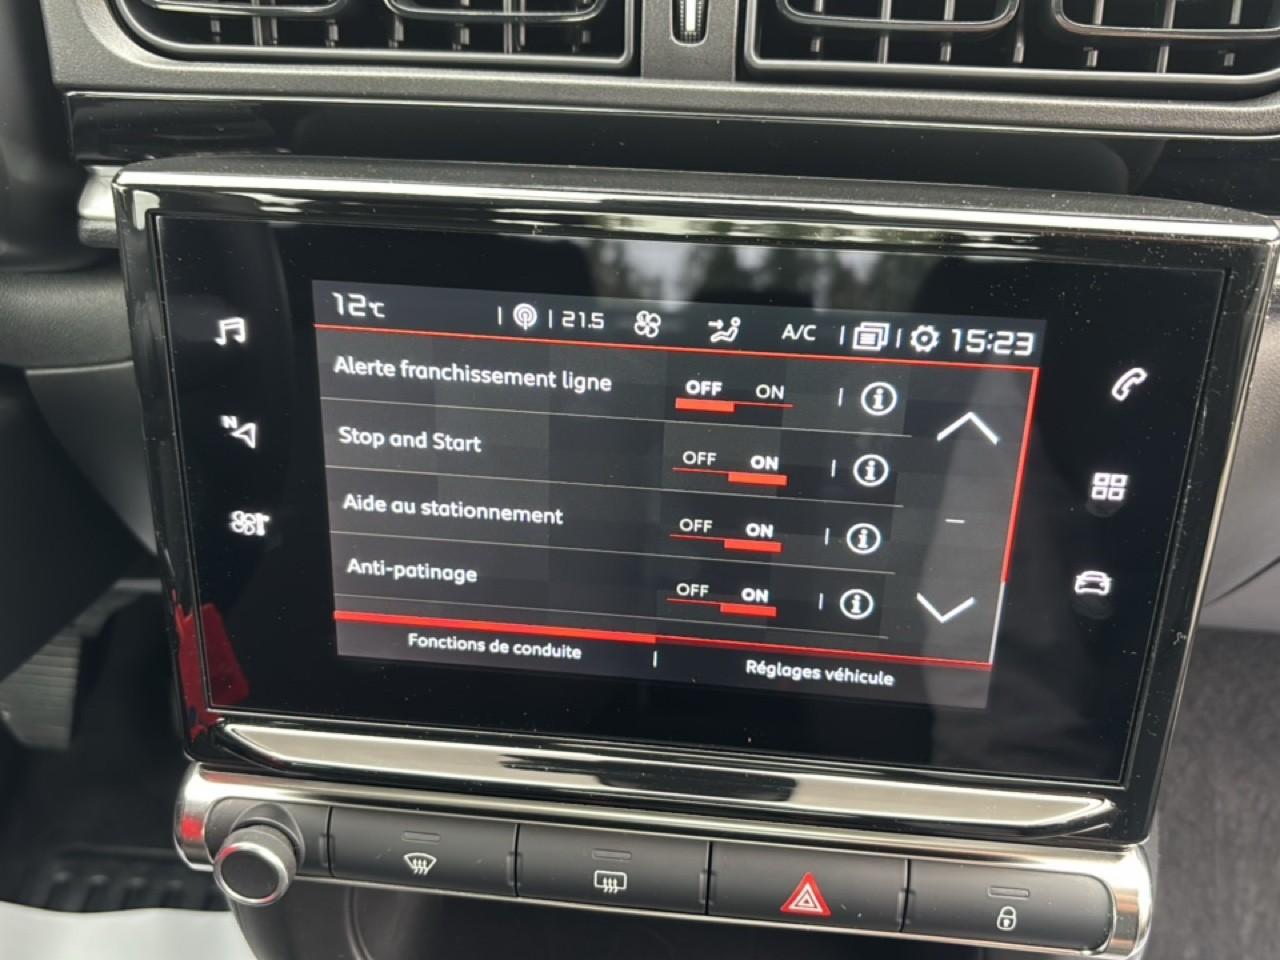 12°C 21.5 A/C 15:23
Alerte franchissement ligne OFF ON
Stop and Start OFF ON
Aide au stationnement OFF ON
Anti-patinage OFF ON
Fonctions de conduite Réglages véhicule
N